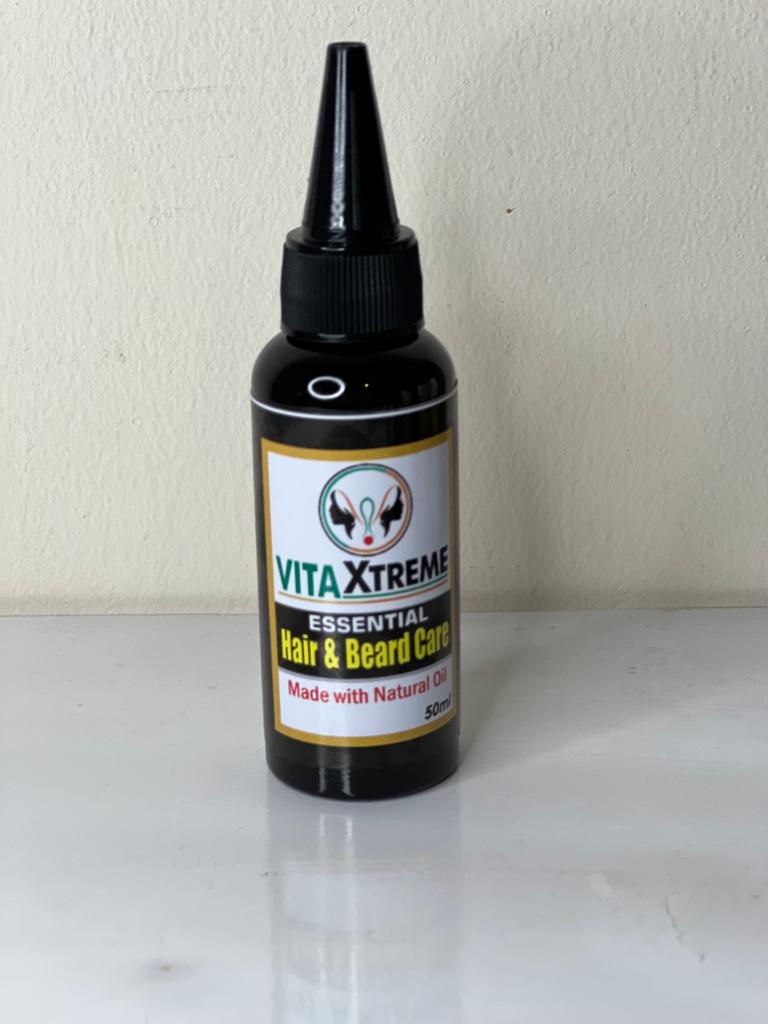 VITAXTREME
ESSENTIAL
Hair & Beard Care
Made with Natural Oil
50ml